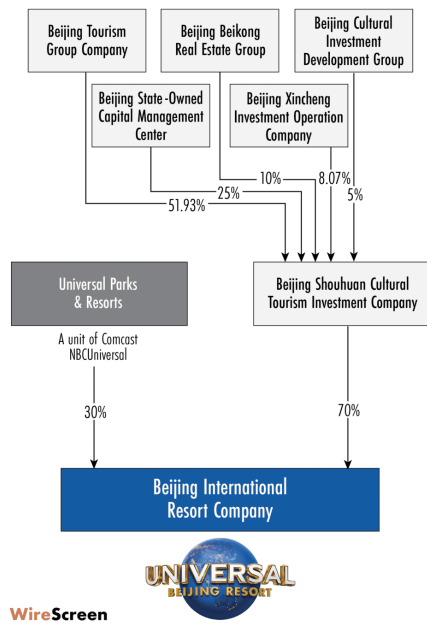 Beijing Tourism
Group Company
Beijing Beikong
Real Estate Group
Beijing Cultural
Investment
Development Group
Beijing State-Owned
Capital Management
Center
Beijing Xincheng
Investment Operation
Company
10%
8.07%
25%
5%
51.93%
Universal Parks
& Resorts
Beijing Shouhuan Cultural
Tourism Investment Company
A unit of Comcast
NBCUniversal
30%
70%
Beijing International
Resort Company
UNIVERSAL
BEIJING RESORT
WireScreen